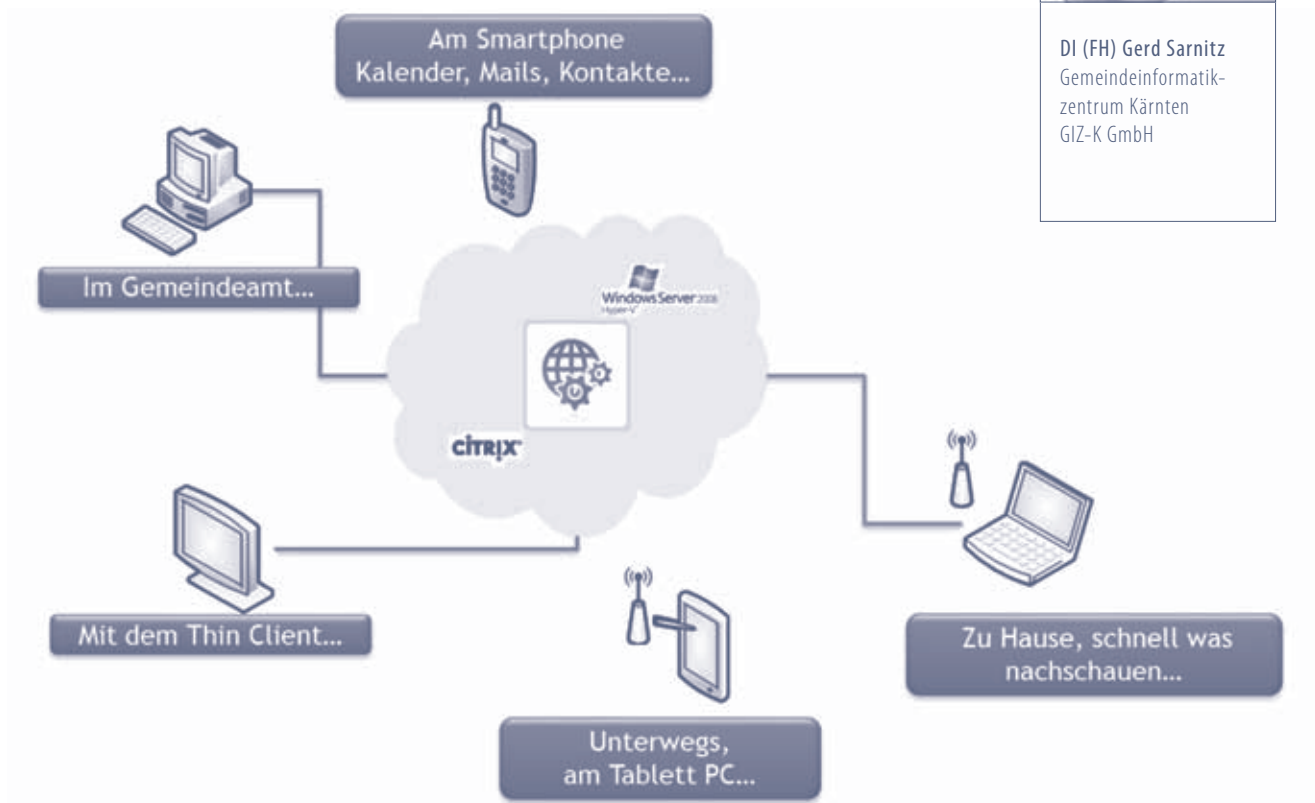 Am Smartphone
Kalender, Mails, Kontakte…
DI (FH) Gerd Sarnitz
Gemeindeinformatik-
zentrum Kärnten
GIZ-K GmbH
Im Gemeindeamt…
Windows Server 2008
Hyper-V
CITRIX
Mit dem Thin Client…
Zu Hause, schnell was
nachschauen…
Unterwegs,
am Tablett PC…